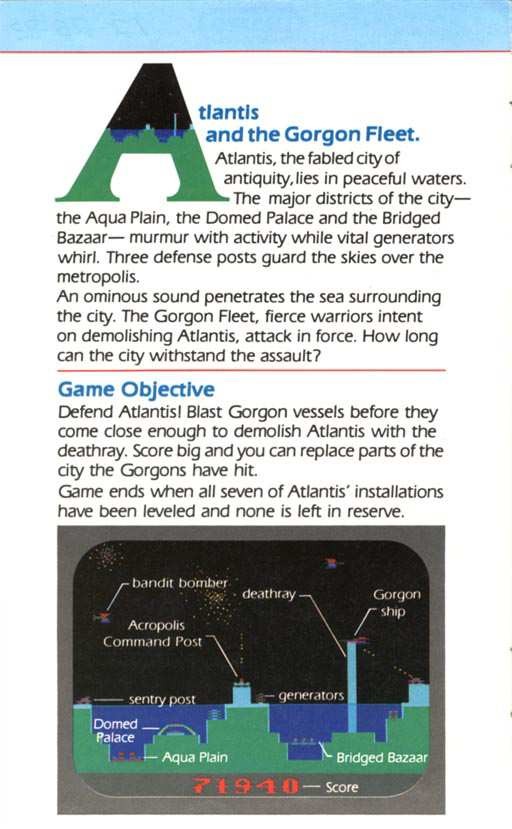 Atlantis
and the Gorgon Fleet.
Atlantis, the fabled city of
antiquity, lies in peaceful waters.
The major districts of the city—
the Aqua Plain, the Domed Palace and the Bridged
Bazaar— murmur with activity while vital generators
whirl. Three defense posts guard the skies over the
metropolis.
An ominous sound penetrates the sea surrounding
the city. The Gorgon Fleet, fierce warriors intent
on demolishing Atlantis, attack in force. How long
can the city withstand the assault?
Game Objective
Defend Atlantis! Blast Gorgon vessels before they
come close enough to demolish Atlantis with the
deathray. Score big and you can replace parts of the
city the Gorgons have hit.
Game ends when all seven of Atlantis' installations
have been leveled and none is left in reserve.
bandit bomber
deathray
Gorgon
ship
Acropolis
Command Post
sentry post
generators
Domed
Palace
Aqua Plain
Bridged Bazaar
71940 — Score